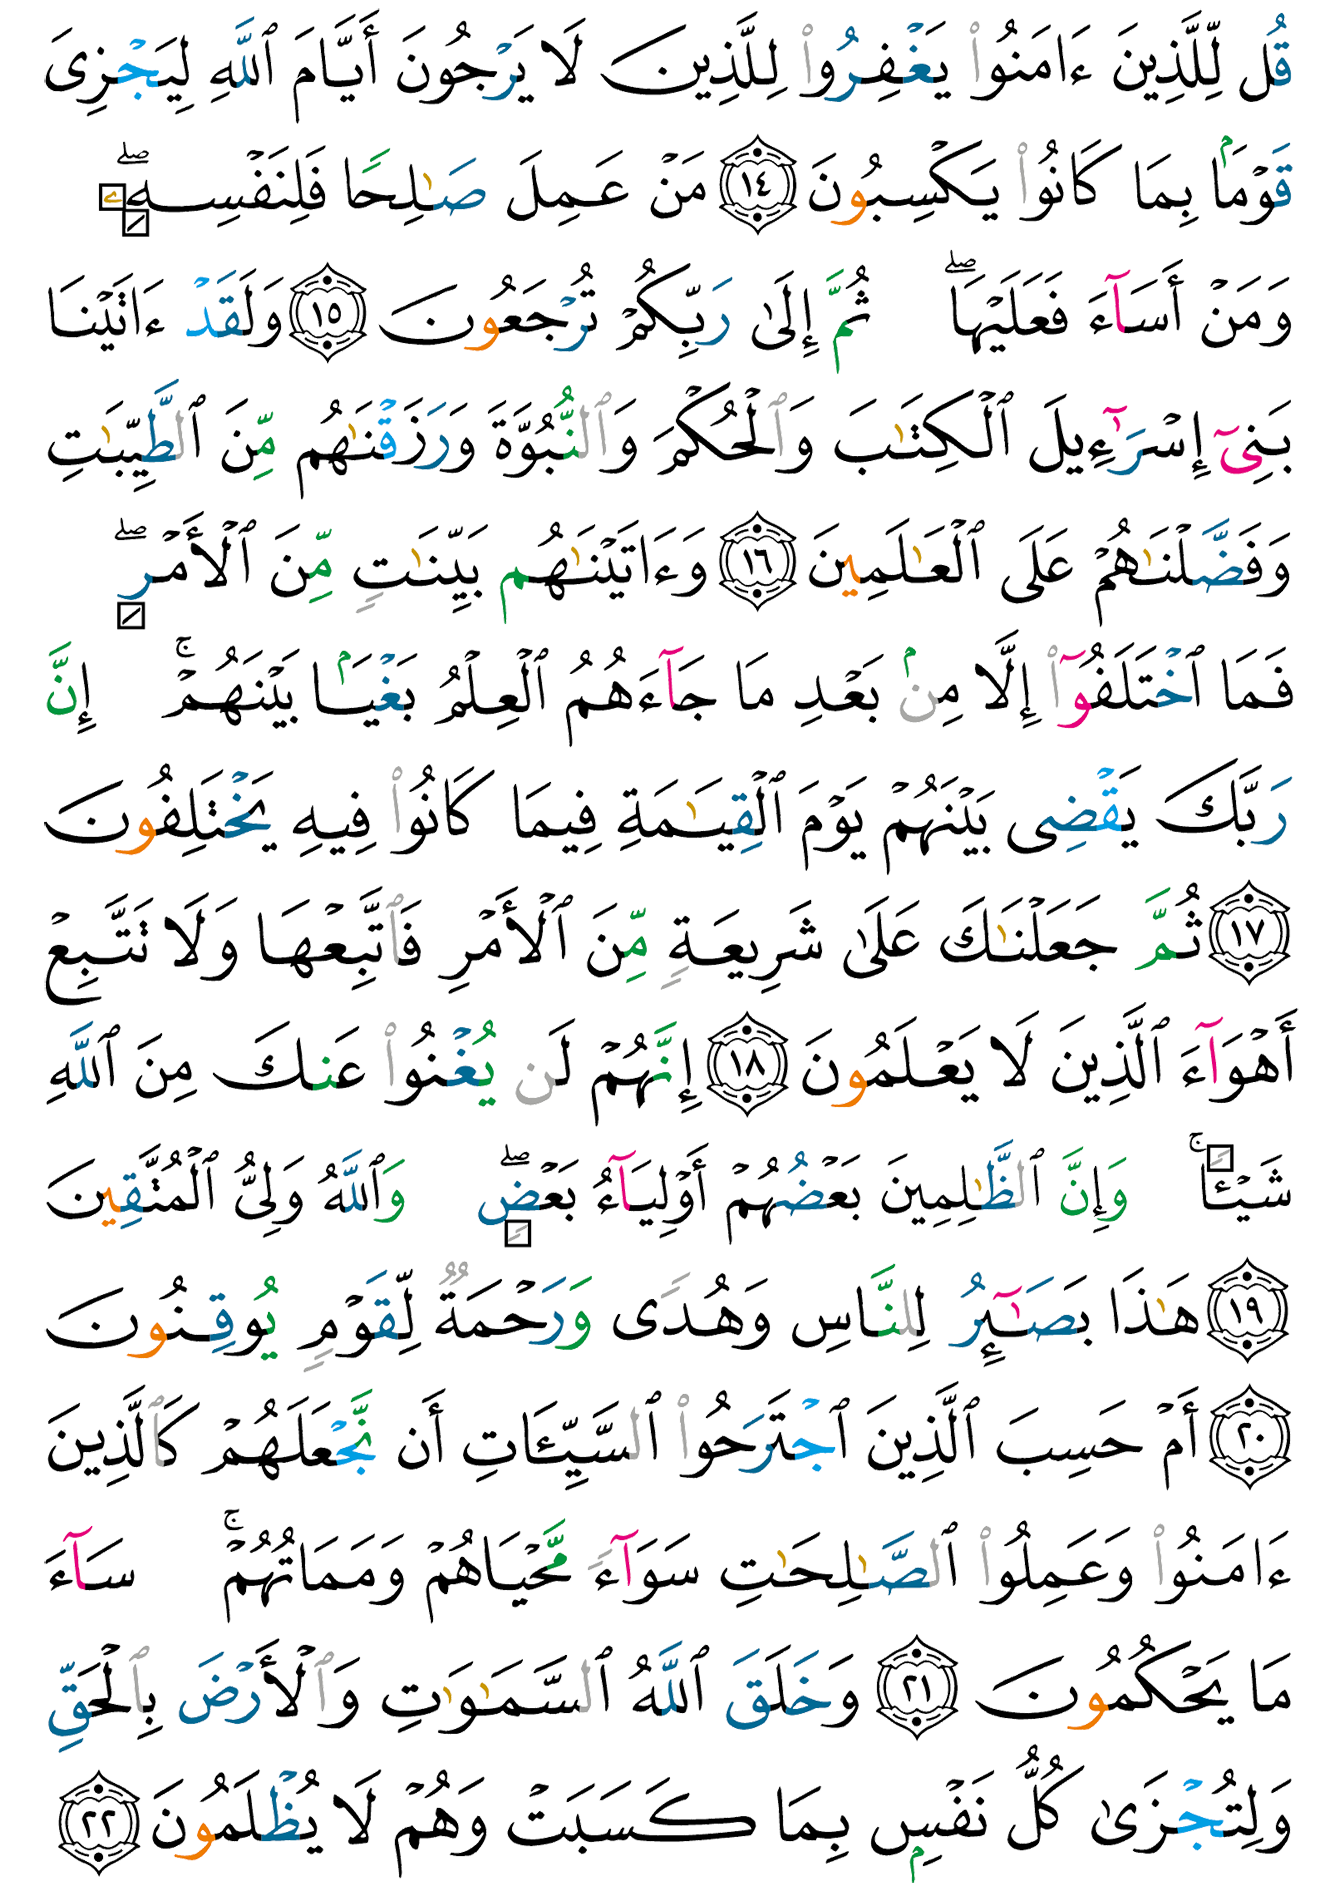 قُل لِّلَّذِينَ ءَامَنُوا۟ يَغْفِرُوا۟ لِلَّذِينَ لَا يَرْجُونَ أَيَّامَ ٱللَّهِ لِيَجْزِىَ
قَوْمَۢا بِمَا كَانُوا۟ يَكْسِبُونَ ١٤ مَنْ عَمِلَ صَـٰلِحًا فَلِنَفْسِهِۦ ۖ
وَمَنْ أَسَآءَ فَعَلَيْهَا ۖ ثُمَّ إِلَىٰ رَبِّكُمْ تُرْجَعُونَ ١٥ وَلَقَدْ ءَاتَيْنَا
بَنِىٓ إِسْرَٰٓءِيلَ ٱلْكِتَـٰبَ وَٱلْحُكْمَ وَٱلنُّبُوَّةَ وَرَزَقْنَـٰهُم مِّنَ ٱلطَّيِّبَـٰتِ
وَفَضَّلْنَـٰهُمْ عَلَى ٱلْعَـٰلَمِينَ ١٦ وَءَاتَيْنَـٰهُم بَيِّنَـٰتٍ مِّنَ ٱلْأَمْرِ ۖ
فَمَا ٱخْتَلَفُوٓا۟ إِلَّا مِنۢ بَعْدِ مَا جَآءَهُمُ ٱلْعِلْمُ بَغْيَۢا بَيْنَهُمْ ۚ إِنَّ
رَبَّكَ يَقْضِى بَيْنَهُمْ يَوْمَ ٱلْقِيَـٰمَةِ فِيمَا كَانُوا۟ فِيهِ يَخْتَلِفُونَ
١٧ ثُمَّ جَعَلْنَـٰكَ عَلَىٰ شَرِيعَةٍ مِّنَ ٱلْأَمْرِ فَٱتَّبِعْهَا وَلَا تَتَّبِعْ
أَهْوَآءَ ٱلَّذِينَ لَا يَعْلَمُونَ ١٨ إِنَّهُمْ لَن يُغْنُوا۟ عَنكَ مِنَ ٱللَّهِ
شَيْـًٔا ۚ وَإِنَّ ٱلظَّـٰلِمِينَ بَعْضُهُمْ أَوْلِيَآءُ بَعْضٍ ۖ وَٱللَّهُ وَلِىُّ ٱلْمُتَّقِينَ
١٩ هَـٰذَا بَصَـٰٓئِرُ لِلنَّاسِ وَهُدًى وَرَحْمَةٌ لِّقَوْمٍ يُوقِنُونَ
٢٠ أَمْ حَسِبَ ٱلَّذِينَ ٱجْتَرَحُوا۟ ٱلسَّيِّـَٔاتِ أَن نَّجْعَلَهُمْ كَٱلَّذِينَ
ءَامَنُوا۟ وَعَمِلُوا۟ ٱلصَّـٰلِحَـٰتِ سَوَآءً مَّحْيَاهُمْ وَمَمَاتُهُمْ ۚ سَآءَ
مَا يَحْكُمُونَ ٢١ وَخَلَقَ ٱللَّهُ ٱلسَّمَـٰوَٰتِ وَٱلْأَرْضَ بِٱلْحَقِّ
وَلِتُجْزَىٰ كُلُّ نَفْسٍۭ بِمَا كَسَبَتْ وَهُمْ لَا يُظْلَمُونَ ٢٢